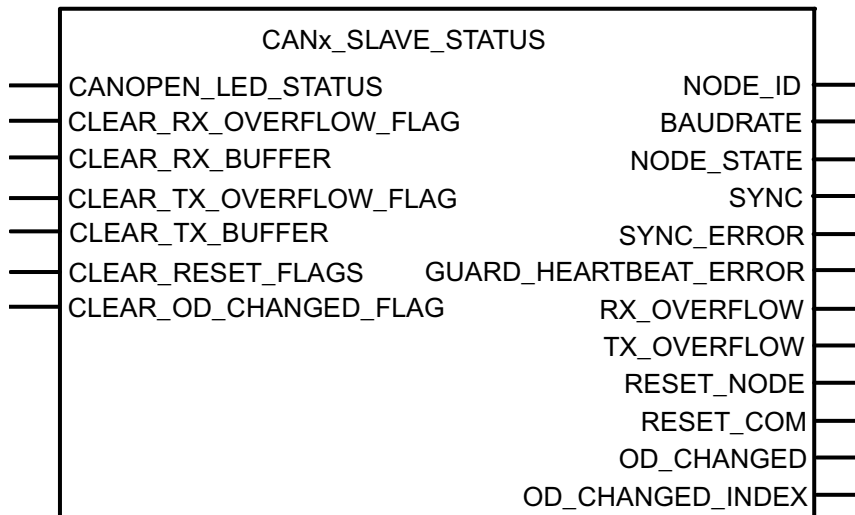 CANx_SLAVE_STATUS
CANOPEN_LED_STATUS NODE_ID
CLEAR_RX_OVERFLOW_FLAG BAUDRATE
CLEAR_RX_BUFFER NODE_STATE
CLEAR_TX_OVERFLOW_FLAG SYNC
CLEAR_TX_BUFFER SYNC_ERROR
CLEAR_RESET_FLAGS GUARD_HEARTBEAT_ERROR
CLEAR_OD_CHANGED_FLAG RX_OVERFLOW
TX_OVERFLOW
RESET_NODE
RESET_COM
OD_CHANGED
OD_CHANGED_INDEX